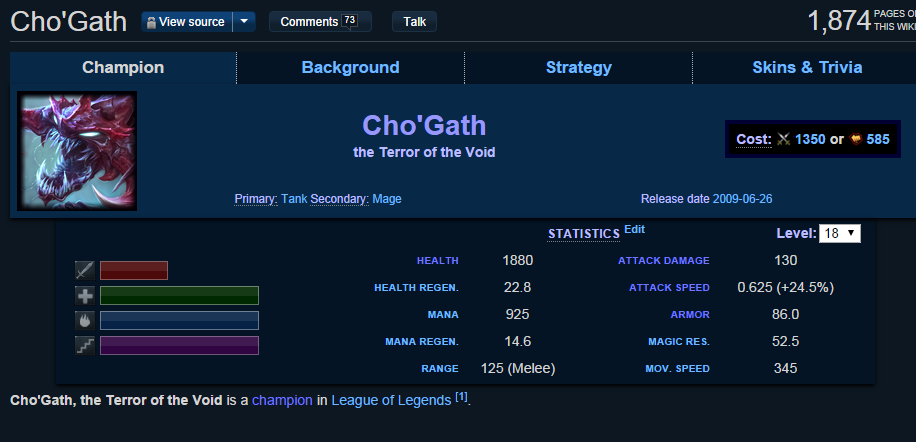 Cho'Gath View source Comments 73 Talk 1,874 PAGES O
THIS WIK
Champion Background Strategy Skins & Trivia
Cho'Gath
the Terror of the Void
Cost: 1350 or 585
Primary: Tank Secondary: Mage Release date 2009-06-26
STATISTICS Edit Level: 18
HEALTH 1880 ATTACK DAMAGE 130
HEALTH REGEN. 22.8 ATTACK SPEED 0.625 (+24.5%)
MANA 925 ARMOR 86.0
MANA REGEN. 14.6 MAGIC RES. 52.5
RANGE 125 (Melee) MOV. SPEED 345
Cho'Gath, the Terror of the Void is a champion in League of Legends [1].